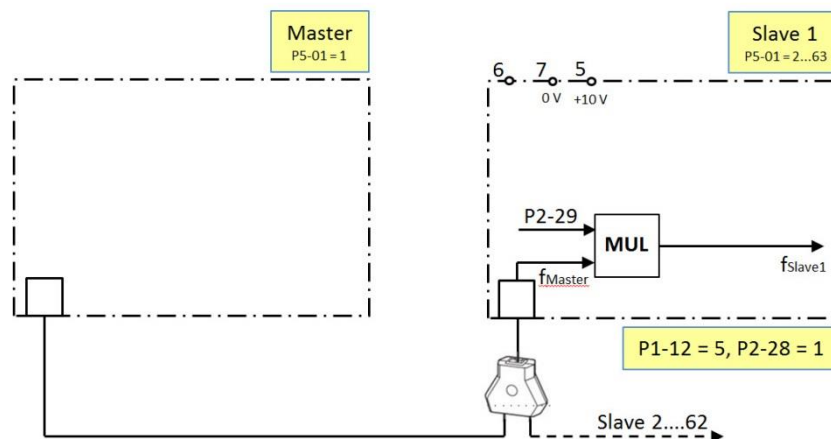 Master
P5-01 = 1
Slave 1
P5-01 = 2...63
6
7
5
0 V
+10 V
P2-29
MUL
fMaster
fSlave1
P1-12 = 5, P2-28 = 1
Slave 2....62